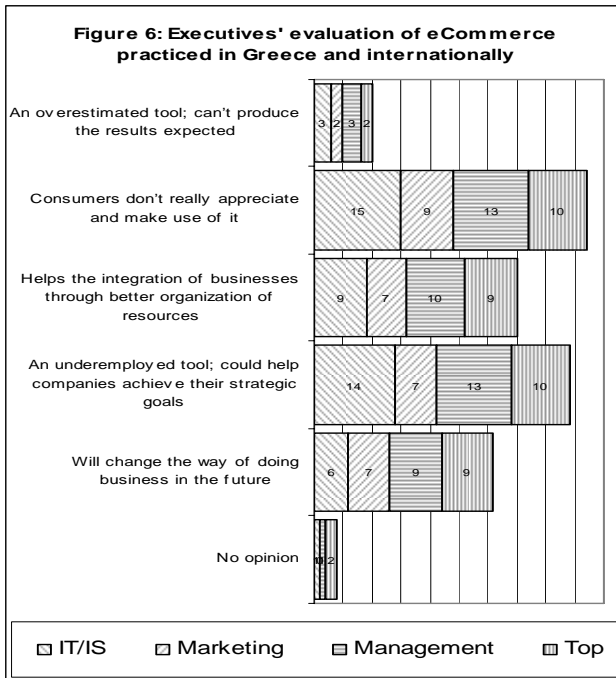 Figure 6: Executives' evaluation of eCommerce
practiced in Greece and internationally
An overestimated tool; can't produce
the results expected
3 2 3 2
Consumers don't really appreciate
and make use of it
15 9 13 10
Helps the integration of businesses
through better organization of
resources
9 7 10 9
An underemployed tool; could help
companies achieve their strategic
goals
14 7 13 10
Will change the way of doing
business in the future
6 7 9 9
No opinion
2
IT/IS Marketing Management Top